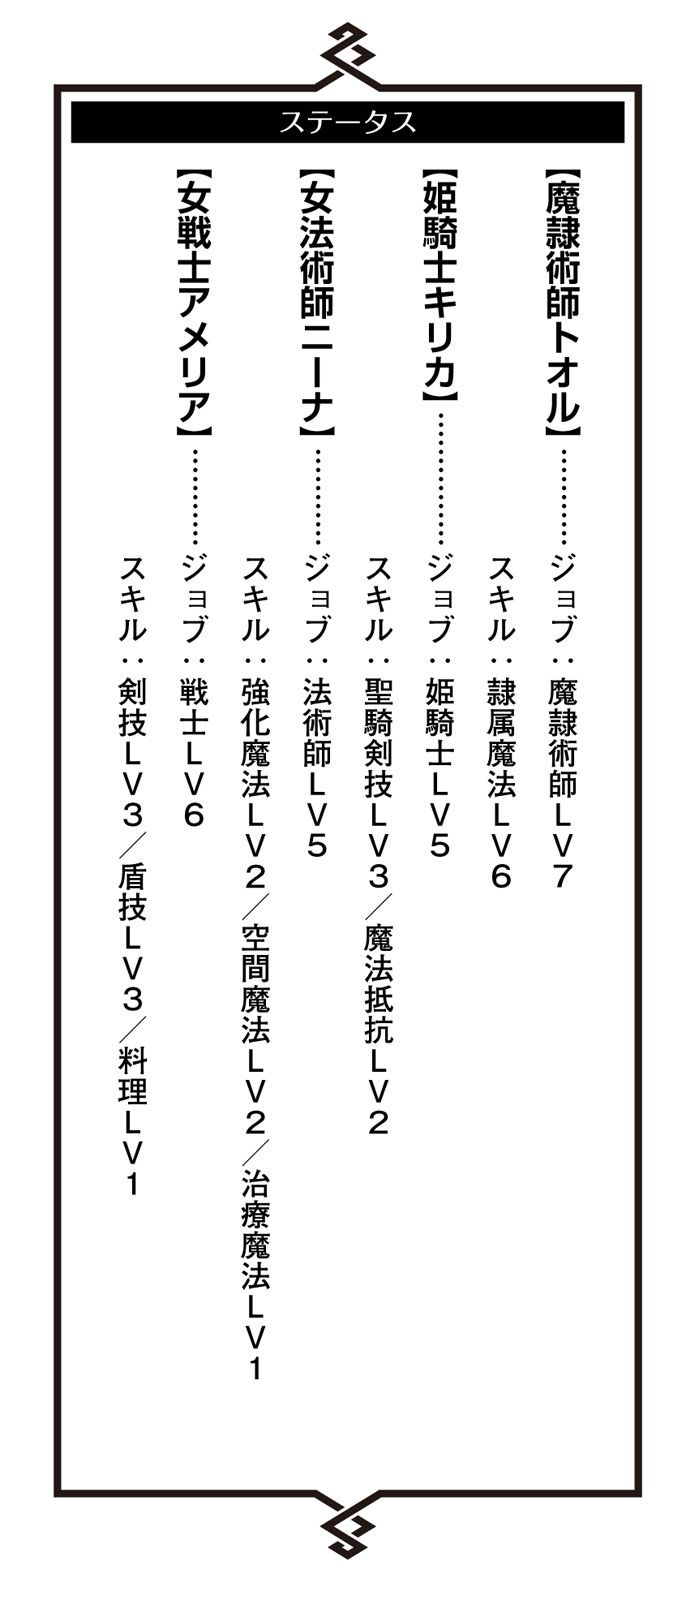 ステータス
【魔隷術師トオル】…………ジョブ：魔隷術師ＬＶ７
スキル：隷属魔法ＬＶ６
【姫騎士キリカ】……………ジョブ：姫騎士ＬＶ５
スキル：聖騎剣技ＬＶ３／魔法抵抗ＬＶ２
【女法術師ニーナ】…………ジョブ：法術師ＬＶ５
スキル：強化魔法ＬＶ２／空間魔法ＬＶ２／治療魔法ＬＶ１
【女戦士アメリア】…………ジョブ：戦士ＬＶ６
スキル：剣技ＬＶ３／盾技ＬＶ３／料理ＬＶ１